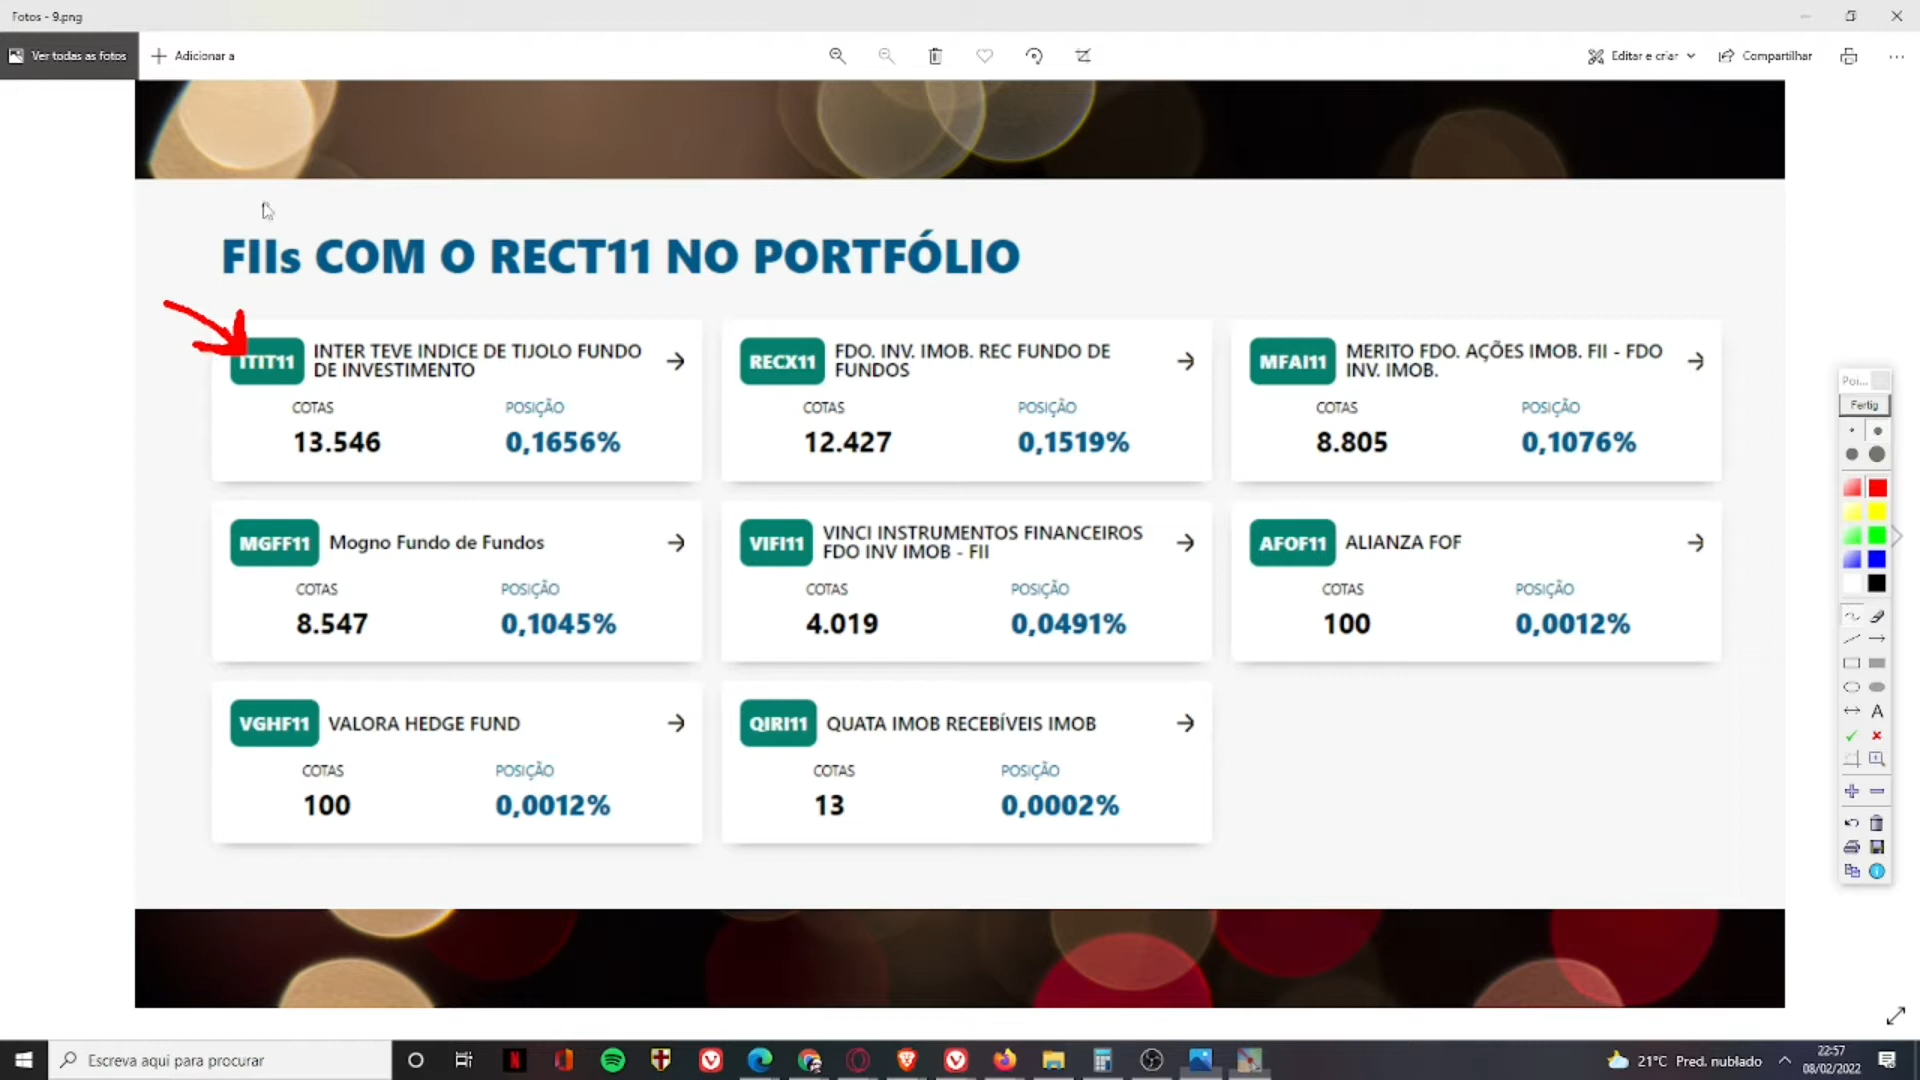 Fotos - 9.png
Ver todas as fotos
Adicionar a
Editar e criar
Compartilhar
FIIs COM O RECT11 NO PORTFÓLIO
ITIT11
INTER TEVE INDICE DE TIJOLO FUNDO
DE INVESTIMENTO
COTAS POSIÇÃO
13.546 0,1656%
RECX11
FDO. INV. IMOB. REC FUNDO DE
FUNDOS
COTAS POSIÇÃO
12.427 0,1519%
MFAI11
MERITO FDO. AÇÕES IMOB. FII - FDO
INV. IMOB.
COTAS POSIÇÃO
8.805 0,1076%
MGFF11 Mogno Fundo de Fundos
COTAS POSIÇÃO
8.547 0,1045%
VIFI11
VINCI INSTRUMENTOS FINANCEIROS
FDO INV IMOB - FII
COTAS POSIÇÃO
4.019 0,0491%
AFOF11 ALIANZA FOF
COTAS POSIÇÃO
100 0,0012%
VGHF11 VALORA HEDGE FUND
COTAS POSIÇÃO
100 0,0012%
QIRI11 QUATA IMOB RECEBÍVEIS IMOB
COTAS POSIÇÃO
13 0,0002%
Poi...
Fertig
A
Escreva aqui para procurar
21°C Pred. nublado
22:57
08/02/2022